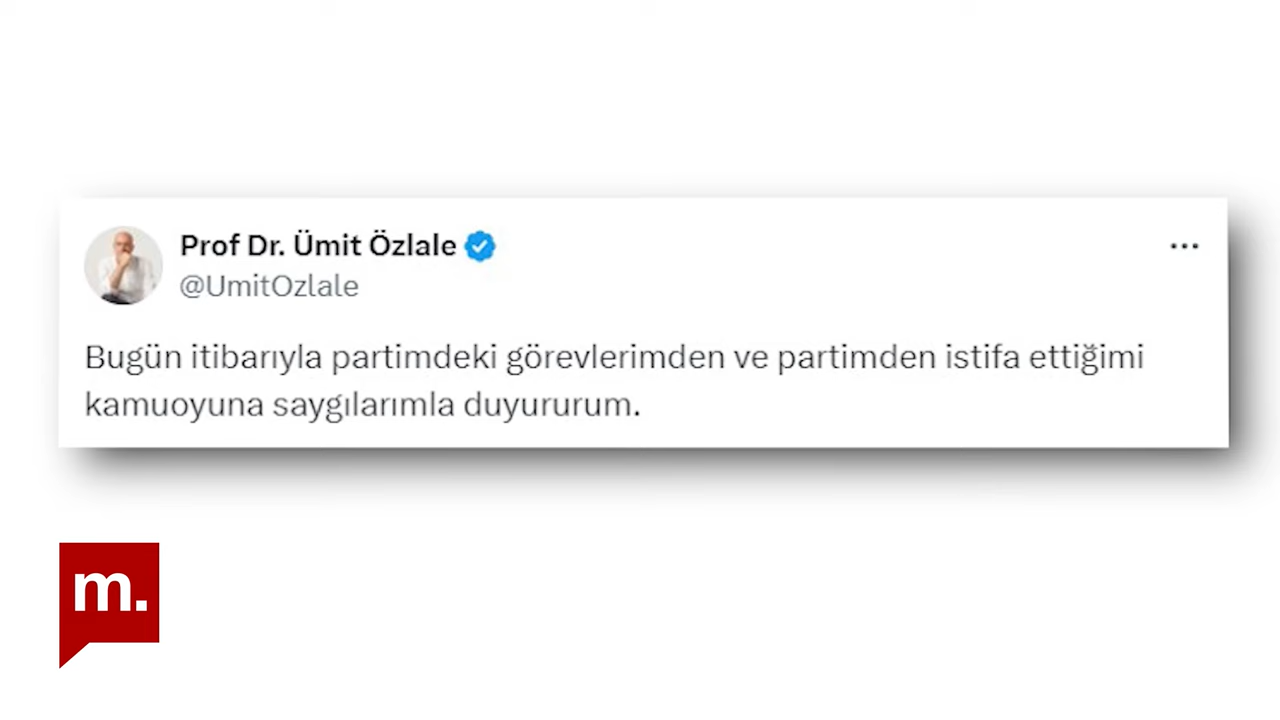 Prof Dr. Ümit Özlale
@UmitOzlale
Bugün itibarıyla partimdeki görevlerimden ve partimden istifa ettiğimi
kamuoyuna saygılarımla duyururum.
m.